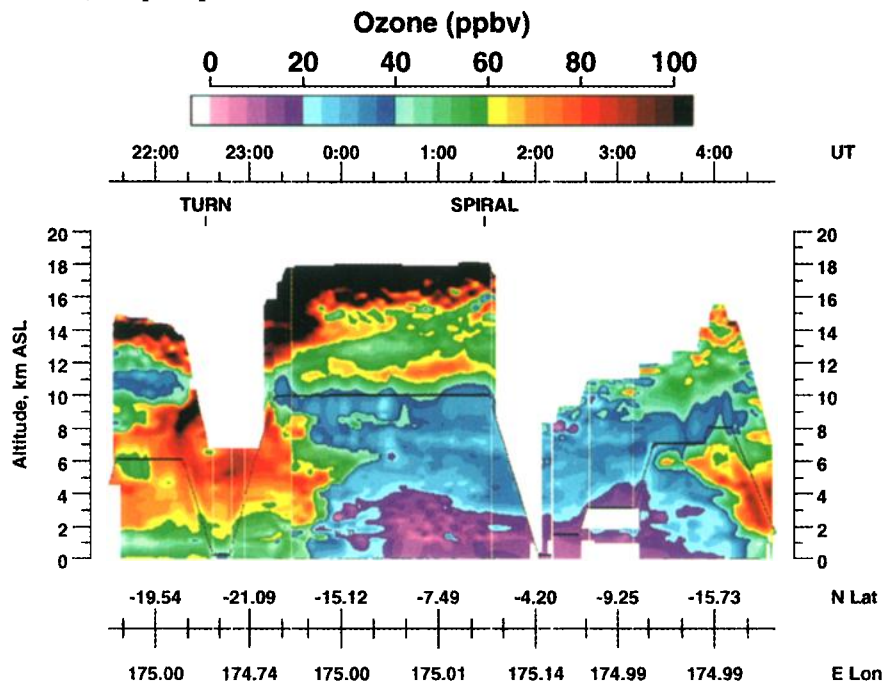 Ozone (ppbv)
0 20 40 60 80 100
22:00 23:00 0:00 1:00 2:00 3:00 4:00 UT
TURN SPIRAL
20 20
18 18
16 16
14 14
12 12
10 10
8 8
6 6
4 4
2 2
0 0
Altitude, km ASL
-19.54 -21.09 -15.12 -7.49 -4.20 -9.25 -15.73 N Lat
175.00 174.74 175.00 175.01 175.14 174.99 174.99 E Lon